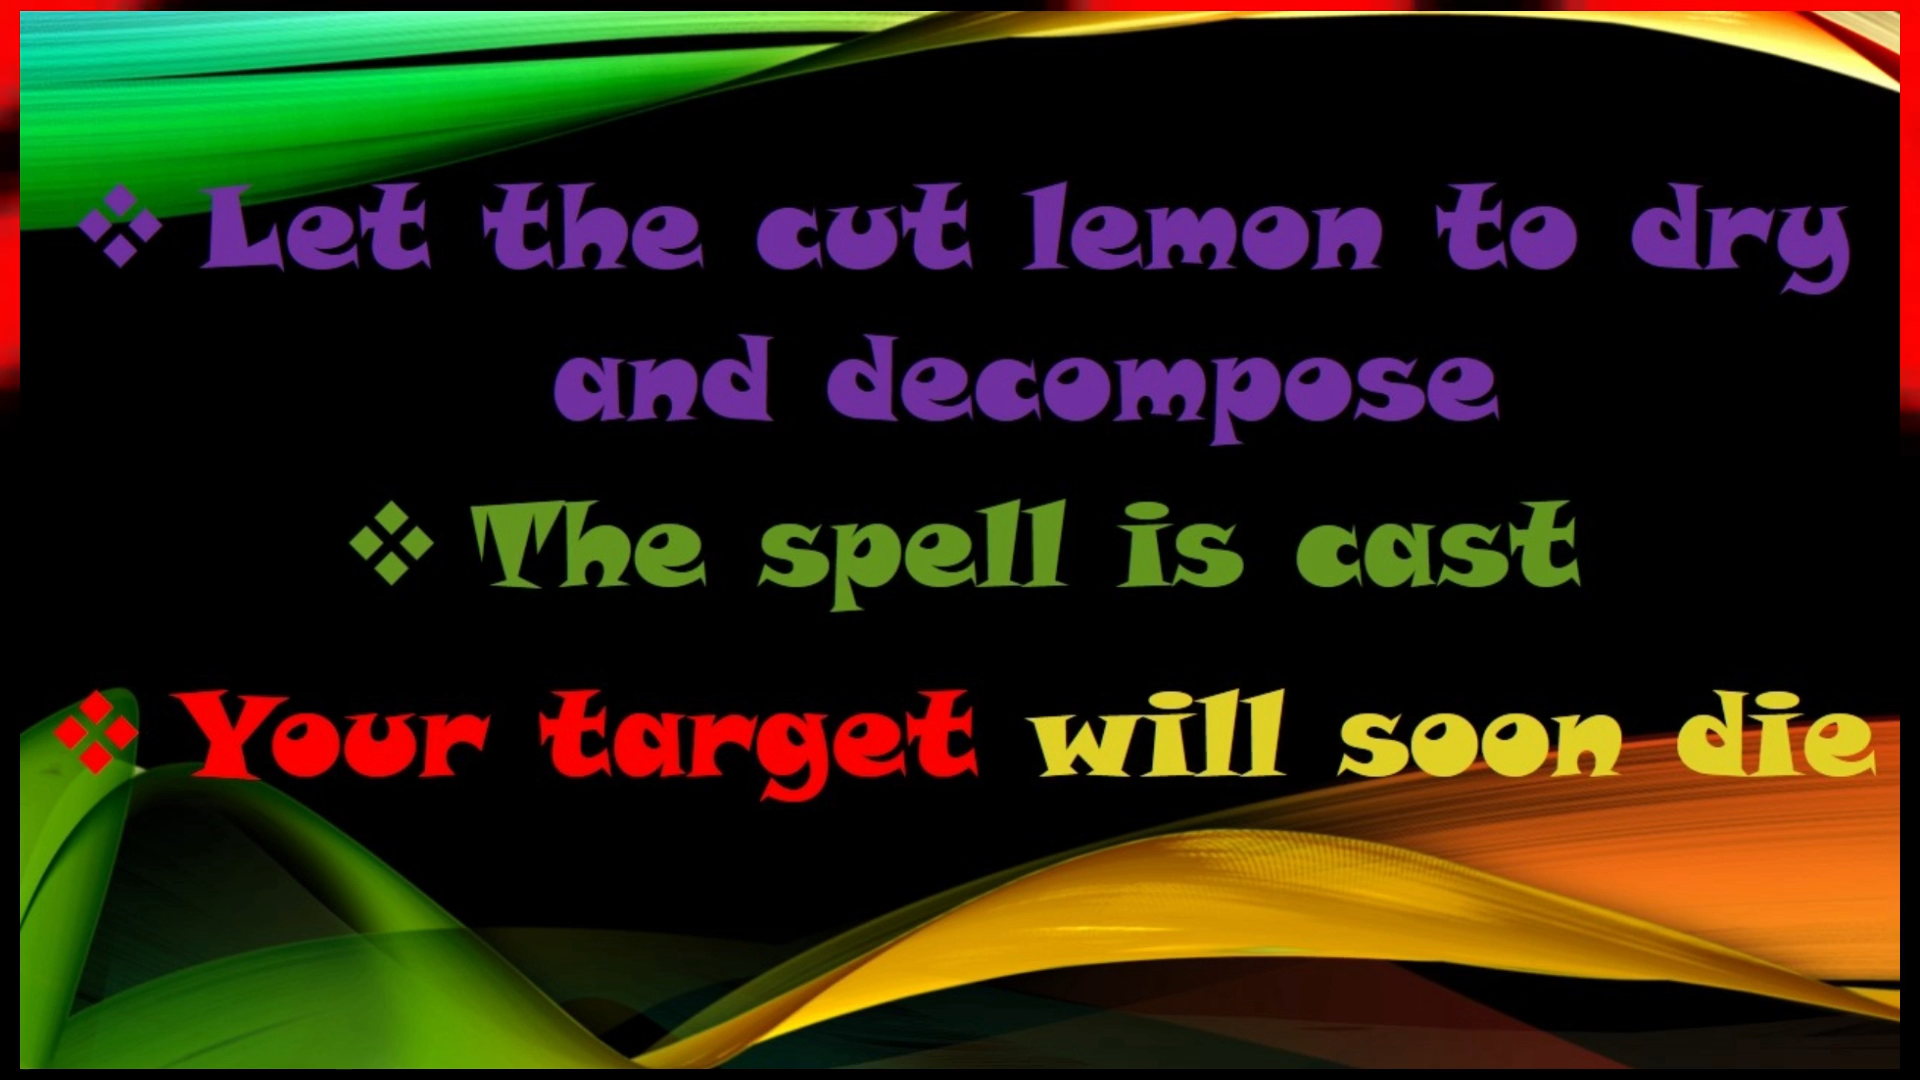 ❖ Let the cut lemon to dry
and decompose
❖ The spell is cast
❖ Your target will soon die